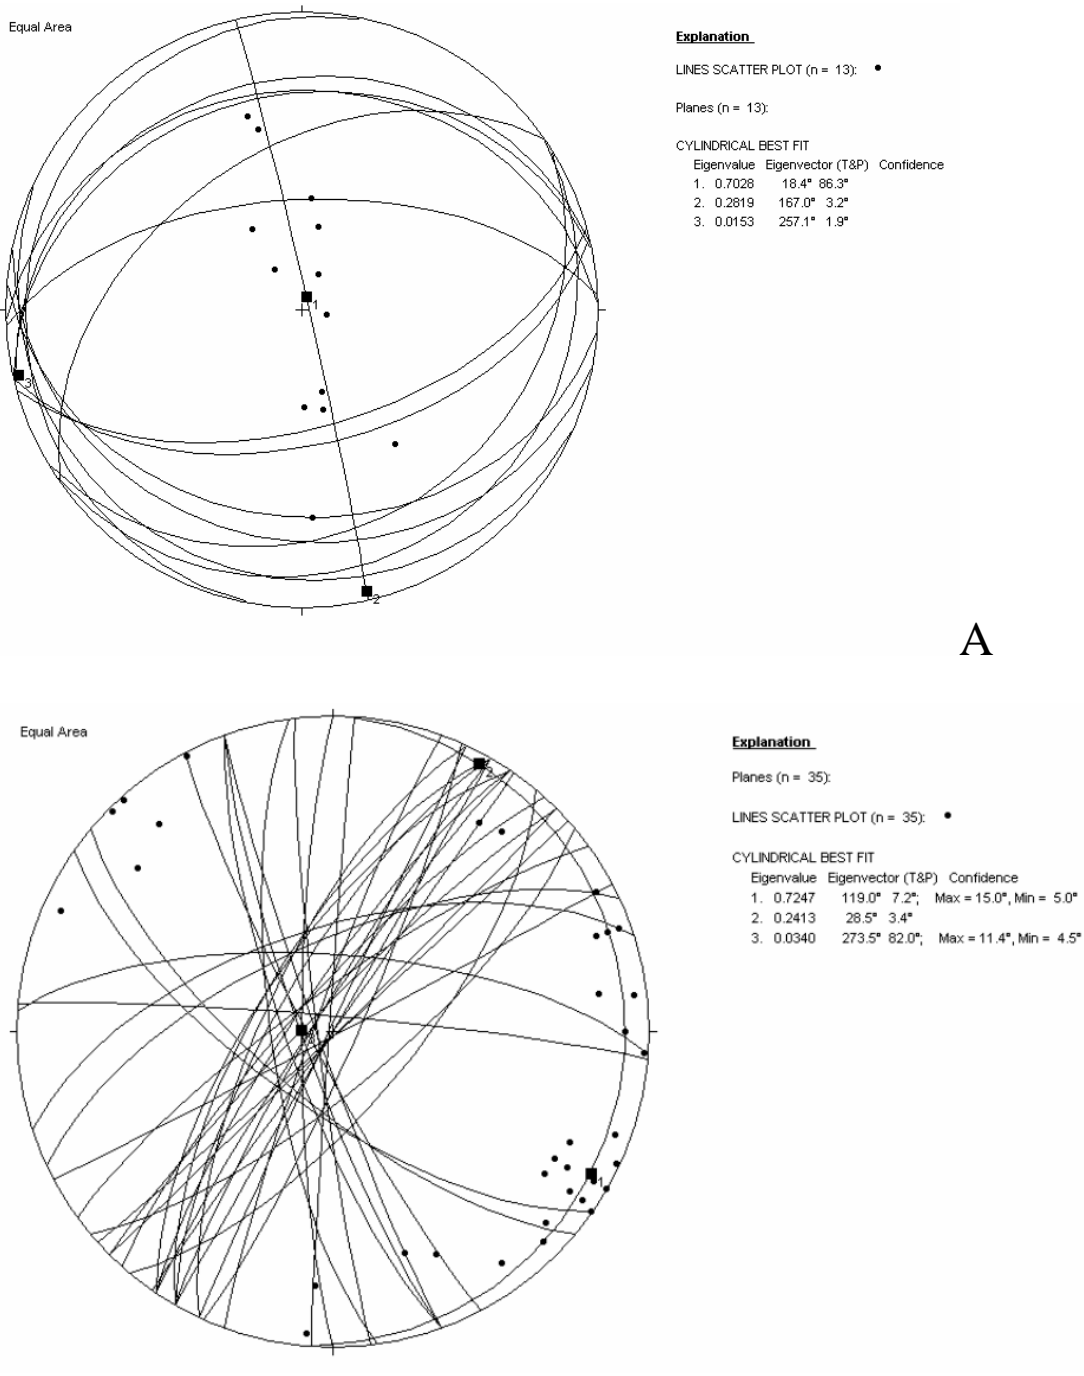 Equal Area
Explanation
LINES SCATTER PLOT (n = 13):
Planes (n = 13):
CYLINDRICAL BEST FIT
Eigenvalue Eigenvector (T&P) Confidence
1. 0.7028 18.4° 86.3°
2. 0.2819 167.0° 3.2°
3. 0.0153 257.1° 1.9°
1
3
2
A
Equal Area
Explanation
Planes (n = 35):
LINES SCATTER PLOT (n = 35):
CYLINDRICAL BEST FIT
Eigenvalue Eigenvector (T&P) Confidence
1. 0.7247 119.0° 7.2°; Max = 15.0°, Min = 5.0°
2. 0.2413 28.5° 3.4°
3. 0.0340 273.5° 82.0°; Max = 11.4°, Min = 4.5°
2
1